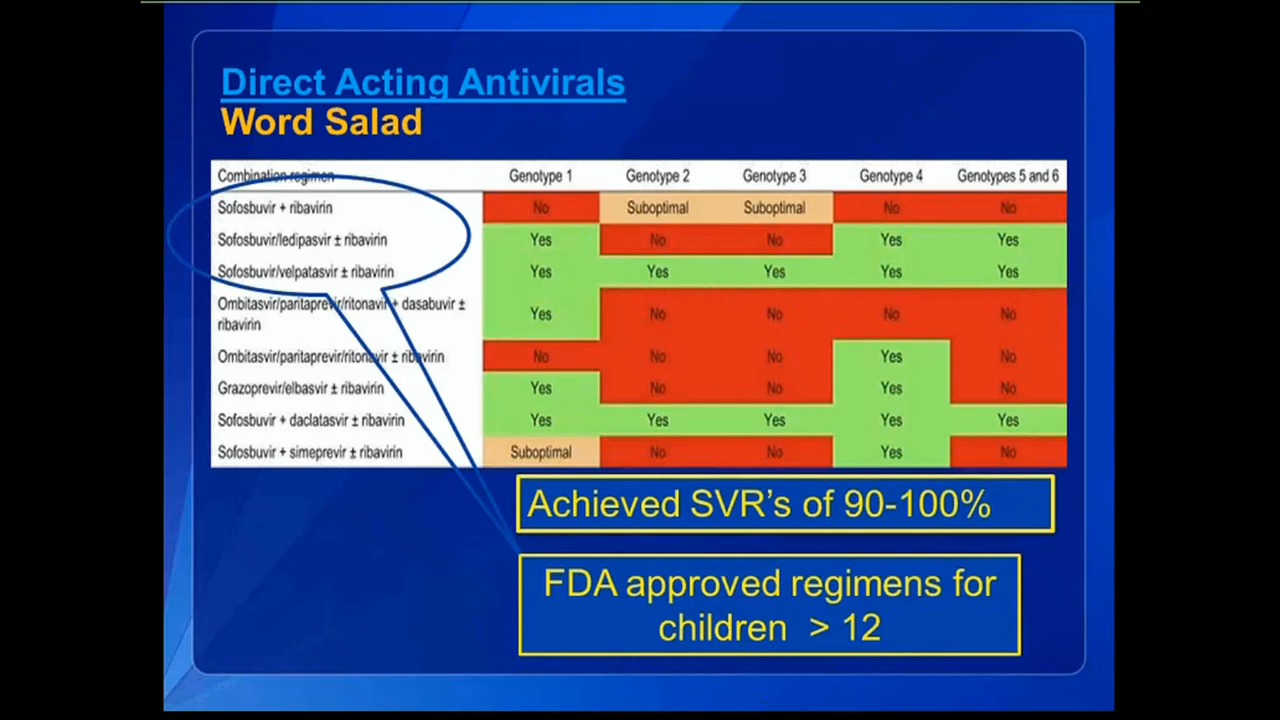 Direct Acting Antivirals
Word Salad
Combination regimen Genotype 1 Genotype 2 Genotype 3 Genotype 4 Genotypes 5 and 6
Sofosbuvir + ribavirin No Suboptimal Suboptimal No No
Sofosbuvir/ledipasvir ± ribavirin Yes No No Yes Yes
Sofosbuvir/velpatasvir ± ribavirin Yes Yes Yes Yes Yes
Ombitasvir/paritaprevir/ritonavir + dasabuvir ±
ribavirin Yes No No No No
Ombitasvir/paritaprevir/ritonavir ± ribavirin No No No Yes No
Grazoprevir/elbasvir ± ribavirin Yes No No Yes No
Sofosbuvir + daclatasvir ± ribavirin Yes Yes Yes Yes Yes
Sofosbuvir + simeprevir ± ribavirin Suboptimal No No Yes No
Achieved SVR's of 90-100%
FDA approved regimens for
children > 12